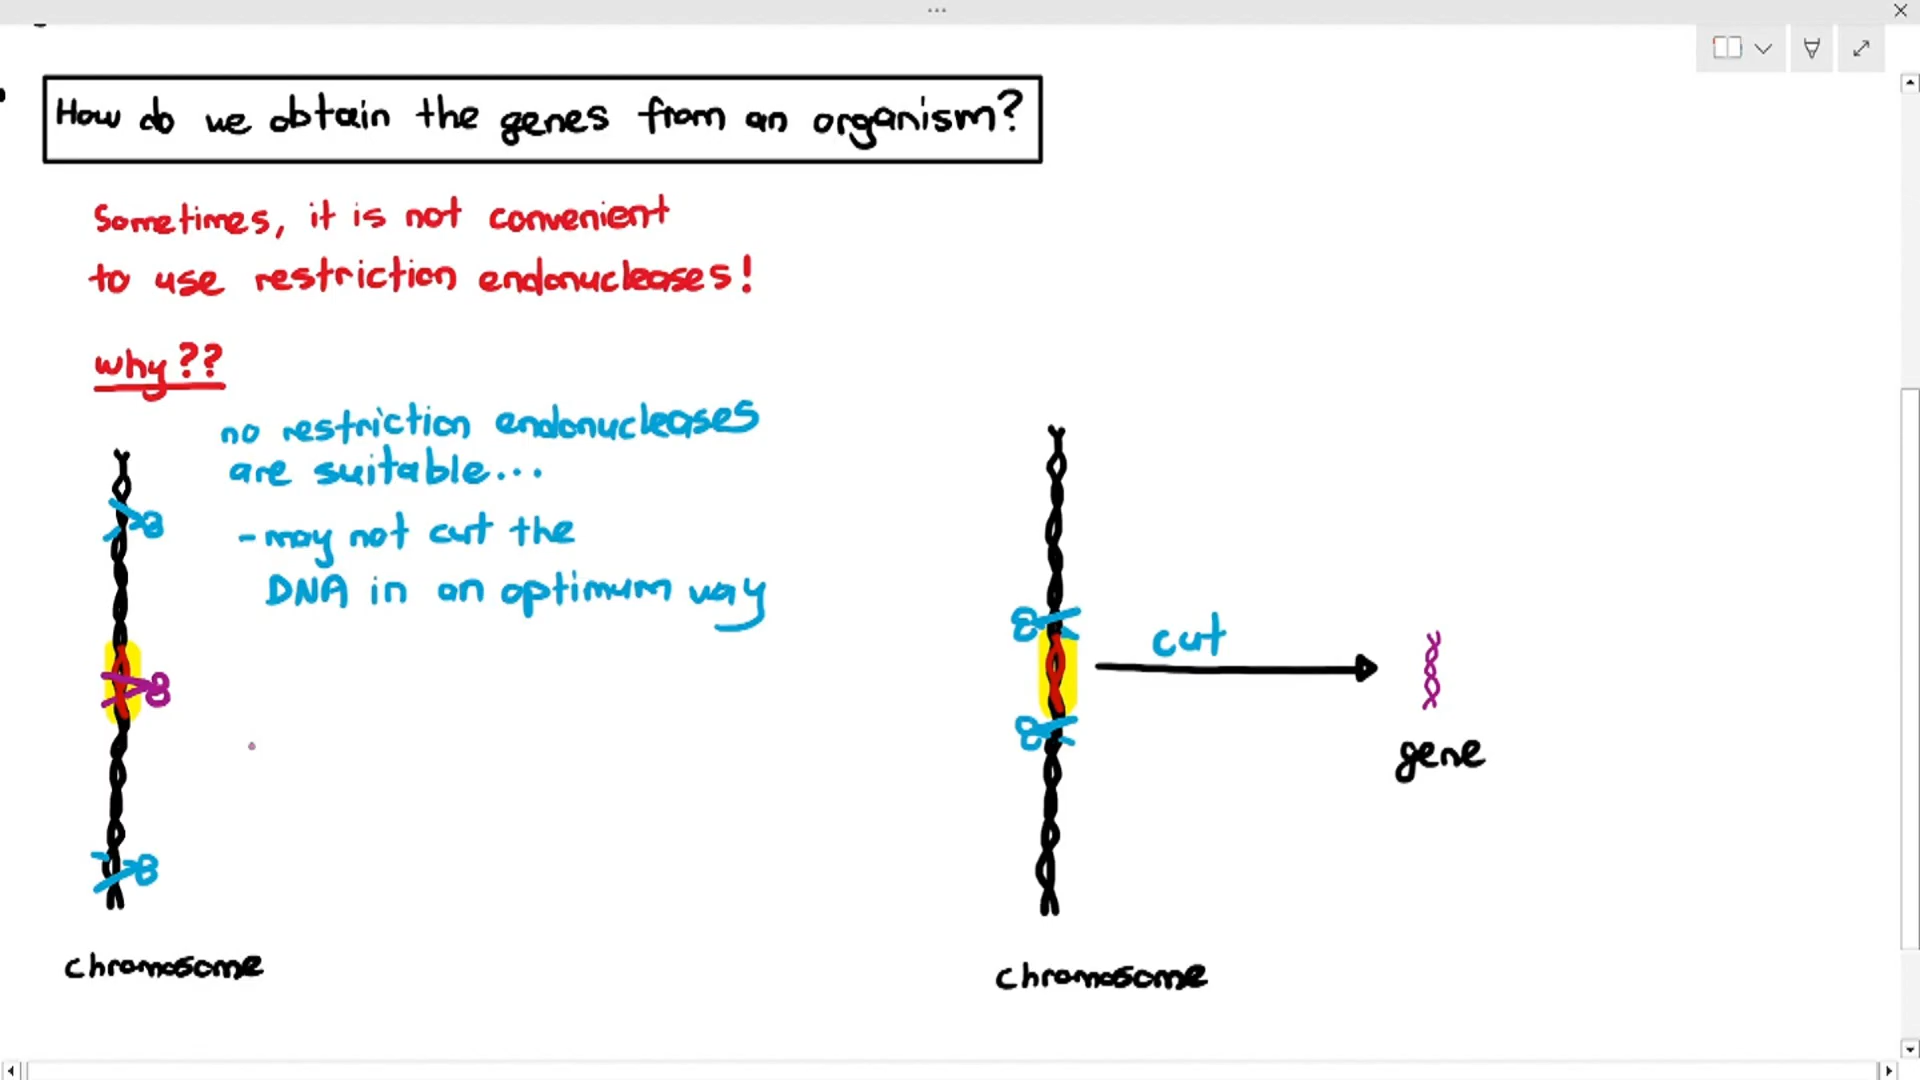 How do we obtain the genes from an organism?
Sometimes, it is not convenient
to use restriction endonucleases!
why??
no restriction endonucleases
are suitable...
- may not cut the
DNA in an optimum way
cut
gene
chromosome
chromosome